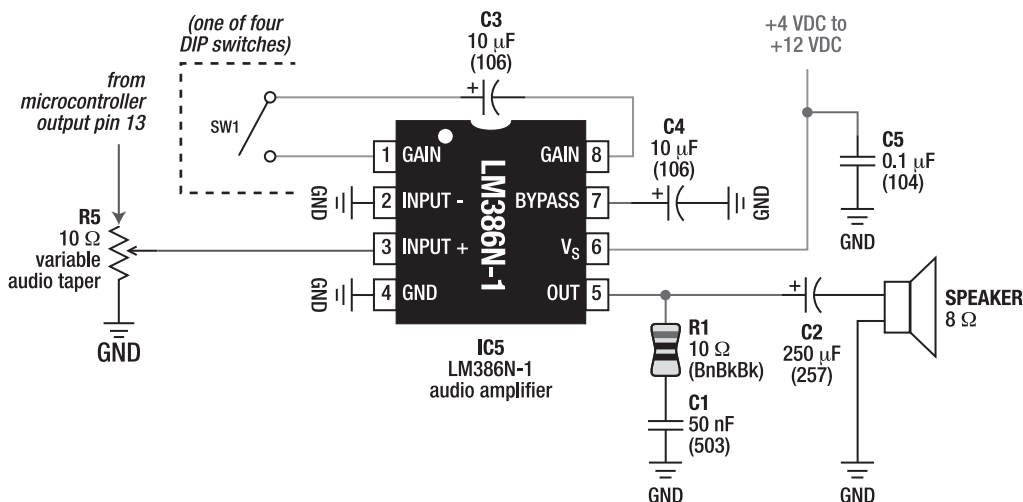 (one of four
DIP switches)
from
microcontroller
output pin 13
SW1
C3
10 µF
(106)
+4 VDC to
+12 VDC
C4
10 µF
(106)
C5
0.1 µF
(104)
GND
R5
10 Ω
variable
audio taper
GND
GND
GND
1 GAIN
2 INPUT -
3 INPUT +
4 GND
LM386N-1
GAIN 8
BYPASS 7
VS 6
OUT 5
GND
IC5
LM386N-1
audio amplifier
R1
10 Ω
(BnBkBk)
C1
50 nF
(503)
GND
C2
250 µF
(257)
SPEAKER
8 Ω
GND
+
+
+